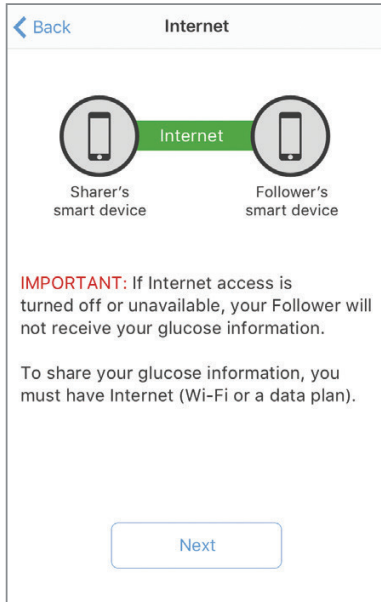 Back
Internet
Internet
Sharer's
smart device
Follower's
smart device
IMPORTANT: If Internet access is
turned off or unavailable, your Follower will
not receive your glucose information.
To share your glucose information, you
must have Internet (Wi-Fi or a data plan).
Next